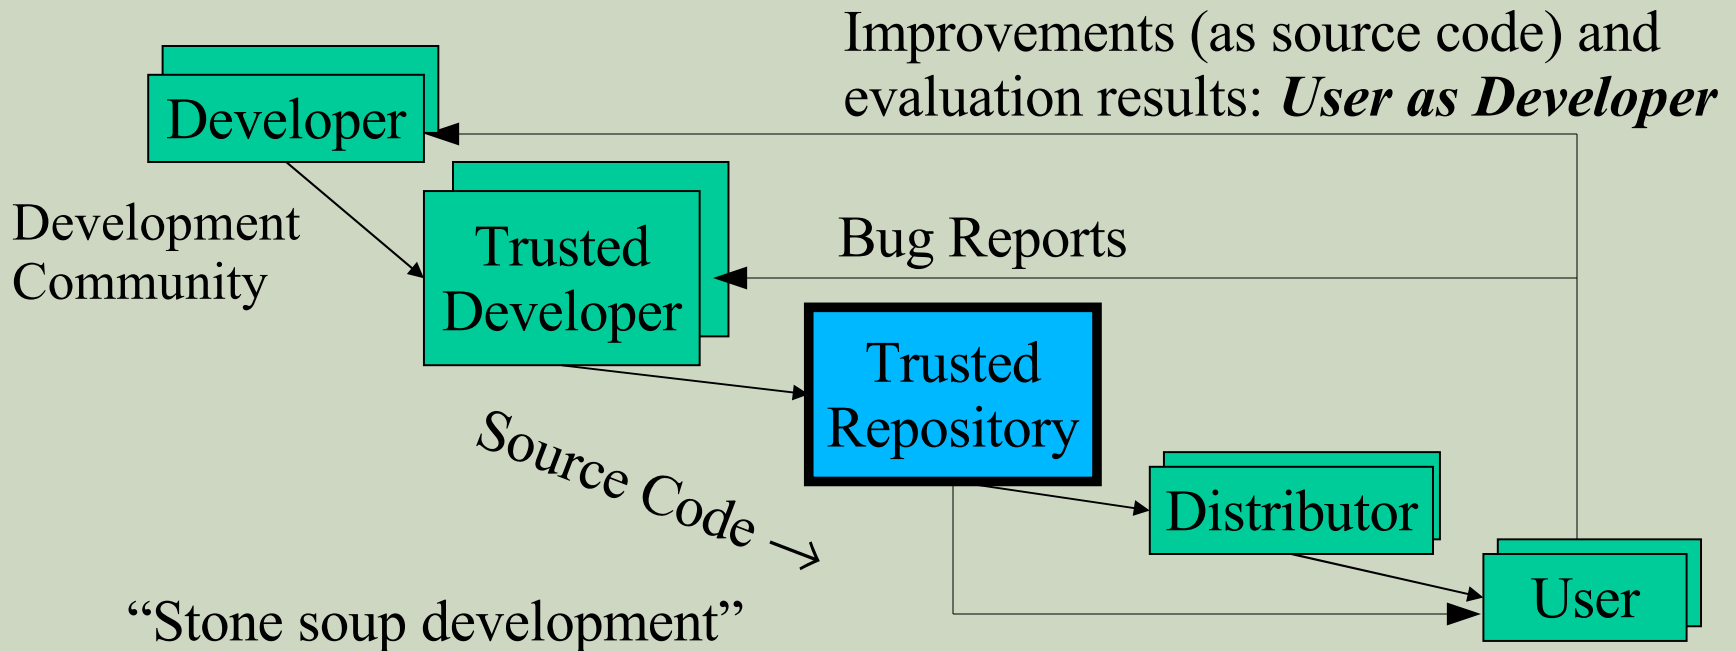 Improvements (as source code) and
evaluation results: User as Developer
Developer
Development
Community
Trusted
Developer
Bug Reports
Trusted
Repository
Source Code →
Distributor
User
“Stone soup development”